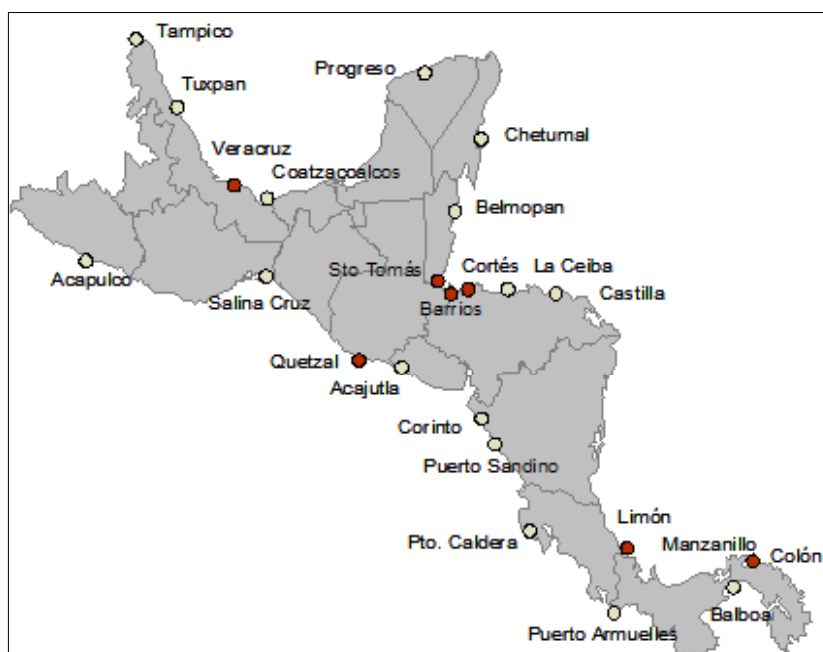 Tampico
Progreso
Tuxpan
Chetumal
Veracruz
Coatzacoalcos
Belmopan
Sto Tomás
Cortés
La Ceiba
Acapulco
Castilla
Salina Cruz
Barrios
Quetzal
Acajutla
Corinto
Puerto Sandino
Limón
Pto. Caldera
Manzanillo
Colón
Balboa
Puerto Armuelles